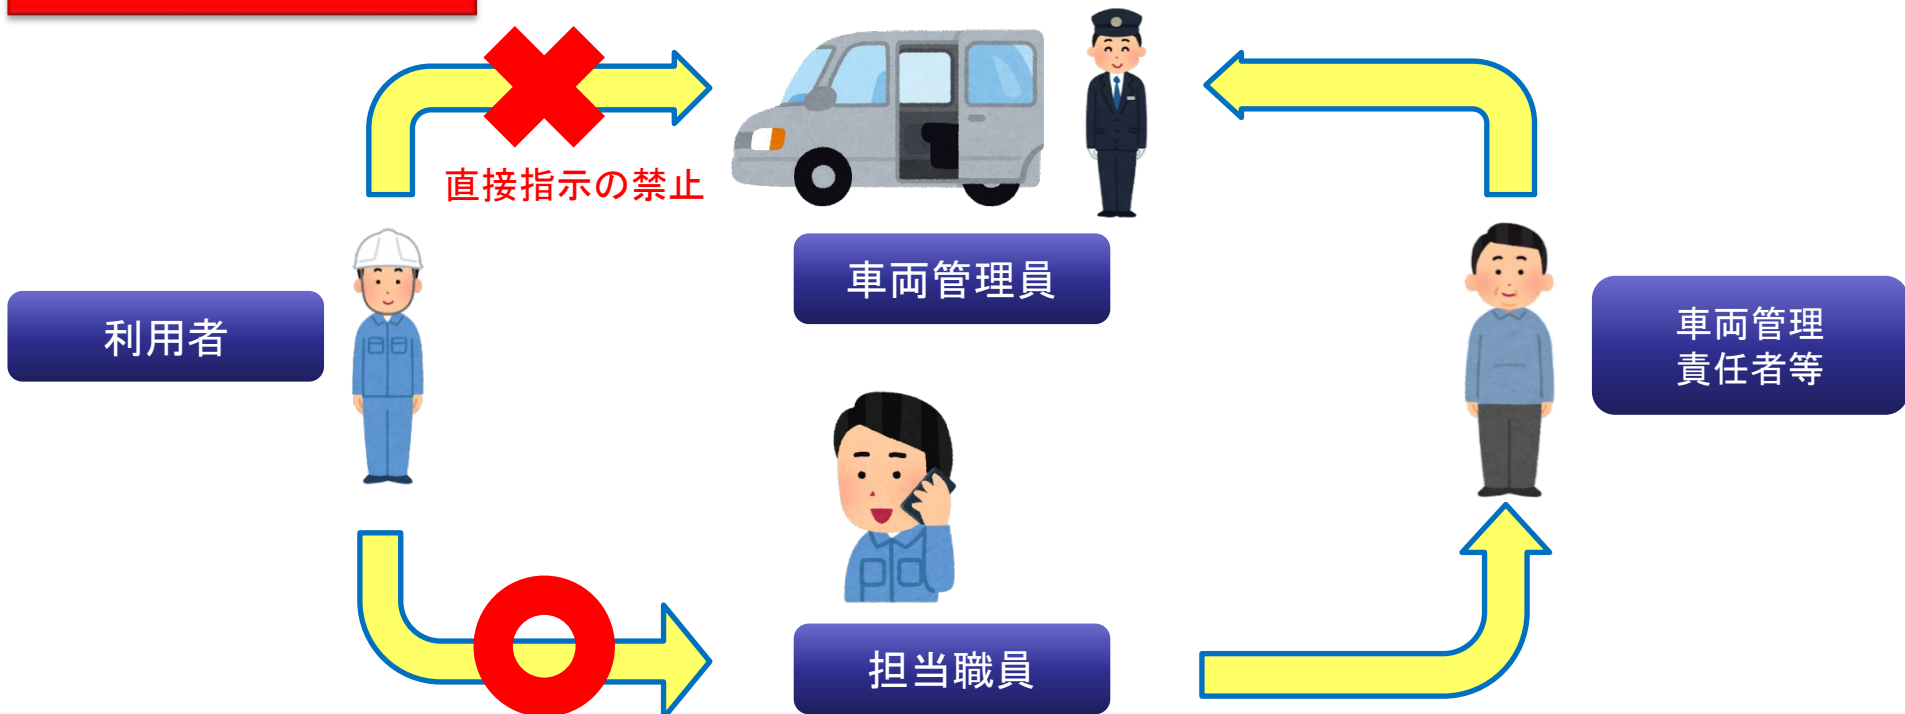 直接指示の禁止
車両管理員
利用者
車両管理
責任者等
担当職員